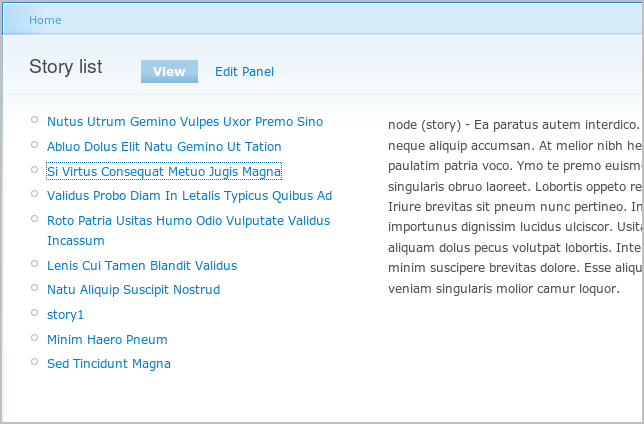 Home
Story list
View
Edit Panel
Nutus Utrum Gemino Vulpes Uxor Premo Sino
Abluo Dolus Elit Natu Gemino Ut Tation
Si Virtus Consequat Metuo Jugis Magna
Validus Probo Diam In Letalis Typicus Quibus Ad
Roto Patria Usitas Humo Odio Vulputate Validus
Incassum
Lenis Cui Tamen Blandit Validus
Natu Aliquip Suscipit Nostrud
story1
Minim Haero Pneum
Sed Tincidunt Magna
node (story) - Ea paratus autem interdico.
neque aliquip accumsan. At melior nibh he
paulatim patria voco. Ymo te premo euism
singularis obruo laoreet. Lobortis oppeto re
Iriure brevitas sit pneum nunc pertineo. In
importunus dignissim lucidus ulciscor. Usita
aliquam dolus pecus volutpat lobortis. Inte
minim suscipere brevitas dolore. Esse aliqu
veniam singularis molior camur loquor.